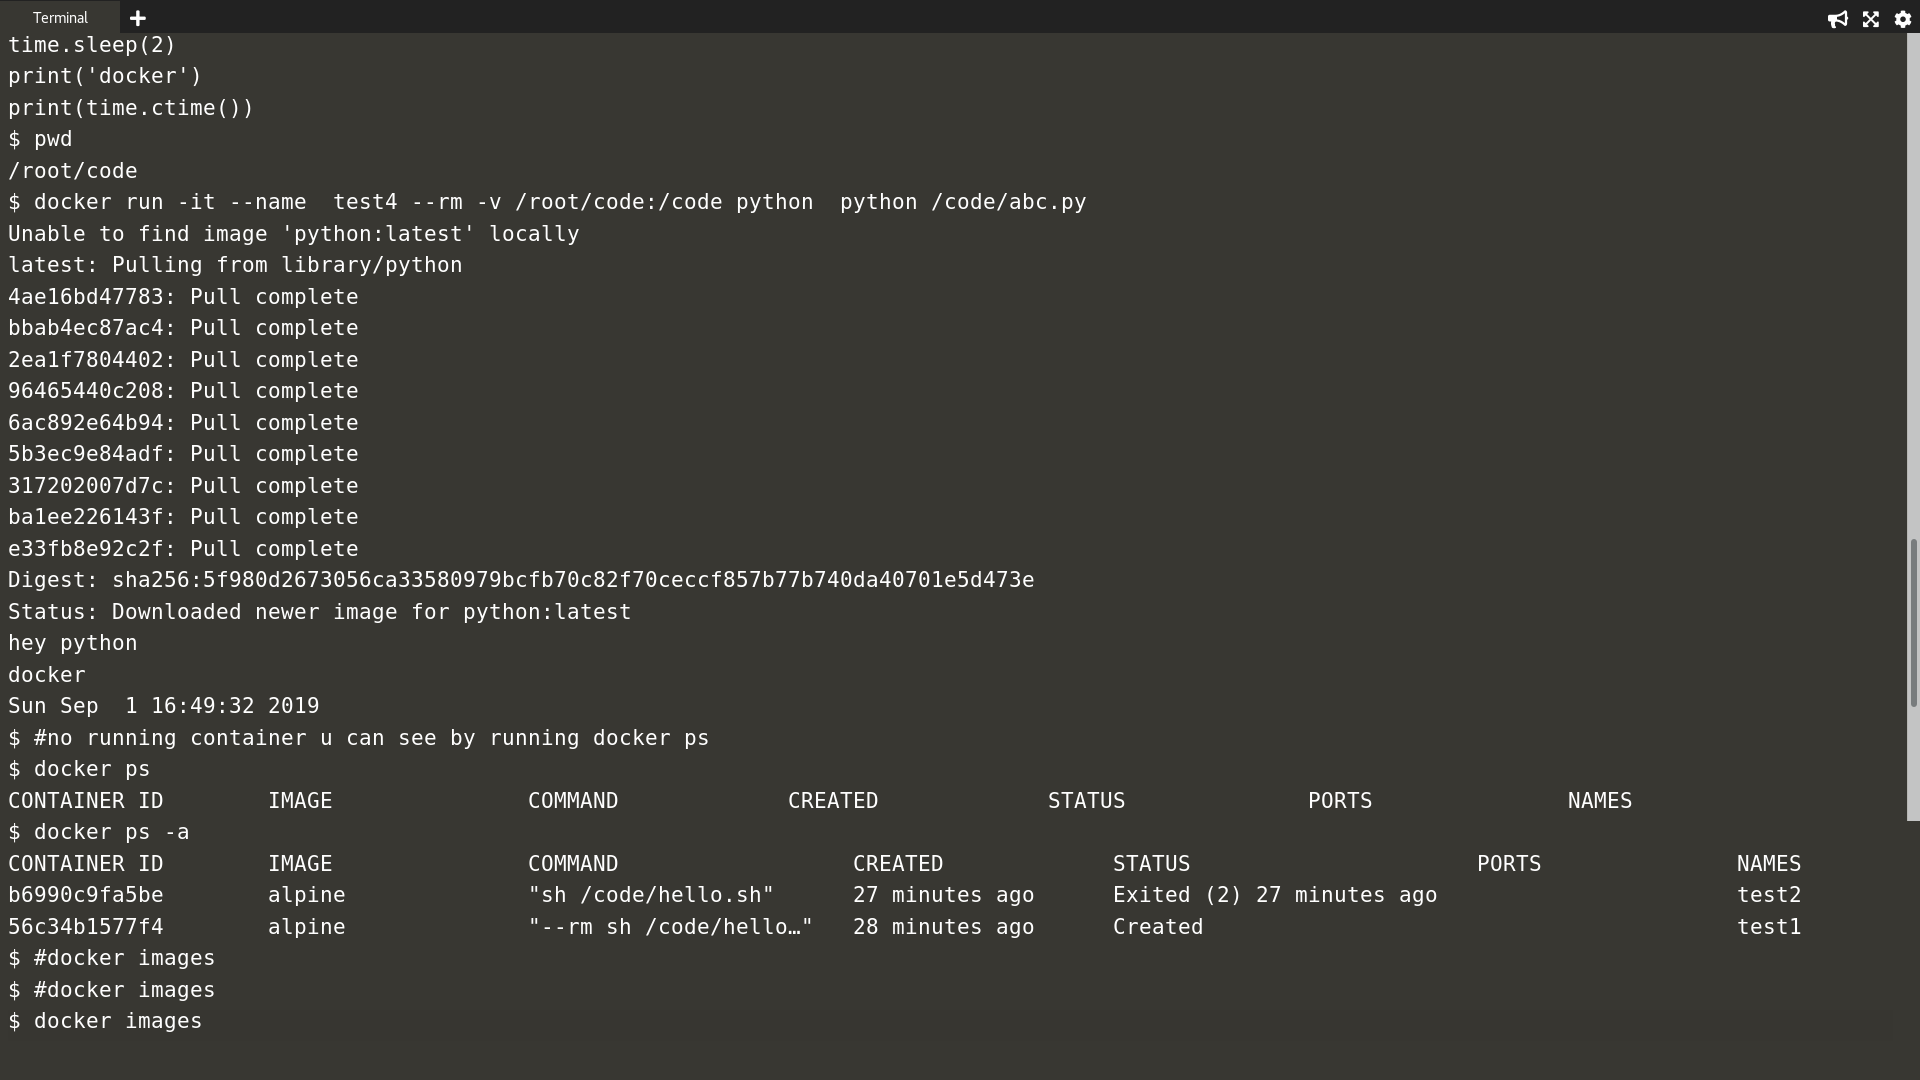 Terminal
time.sleep(2)
print('docker')
print(time.ctime())
$ pwd
/root/code
$ docker run -it --name  test4 --rm -v /root/code:/code python  python /code/abc.py
Unable to find image 'python:latest' locally
latest: Pulling from library/python
4ae16bd47783: Pull complete
bbab4ec87ac4: Pull complete
2ea1f7804402: Pull complete
96465440c208: Pull complete
6ac892e64b94: Pull complete
5b3ec9e84adf: Pull complete
317202007d7c: Pull complete
ba1ee226143f: Pull complete
e33fb8e92c2f: Pull complete
Digest: sha256:5f980d2673056ca33580979bcfb70c82f70ceccf857b77b740da40701e5d473e
Status: Downloaded newer image for python:latest
hey python
docker
Sun Sep  1 16:49:32 2019
$ #no running container u can see by running docker ps
$ docker ps
CONTAINER ID        IMAGE               COMMAND             CREATED             STATUS              PORTS               NAMES
$ docker ps -a
CONTAINER ID        IMAGE               COMMAND                  CREATED             STATUS                      PORTS               NAMES
b6990c9fa5be        alpine              "sh /code/hello.sh"      27 minutes ago      Exited (2) 27 minutes ago                       test2
56c34b1577f4        alpine              "--rm sh /code/hello…"   28 minutes ago      Created                                         test1
$ #docker images
$ #docker images
$ docker images